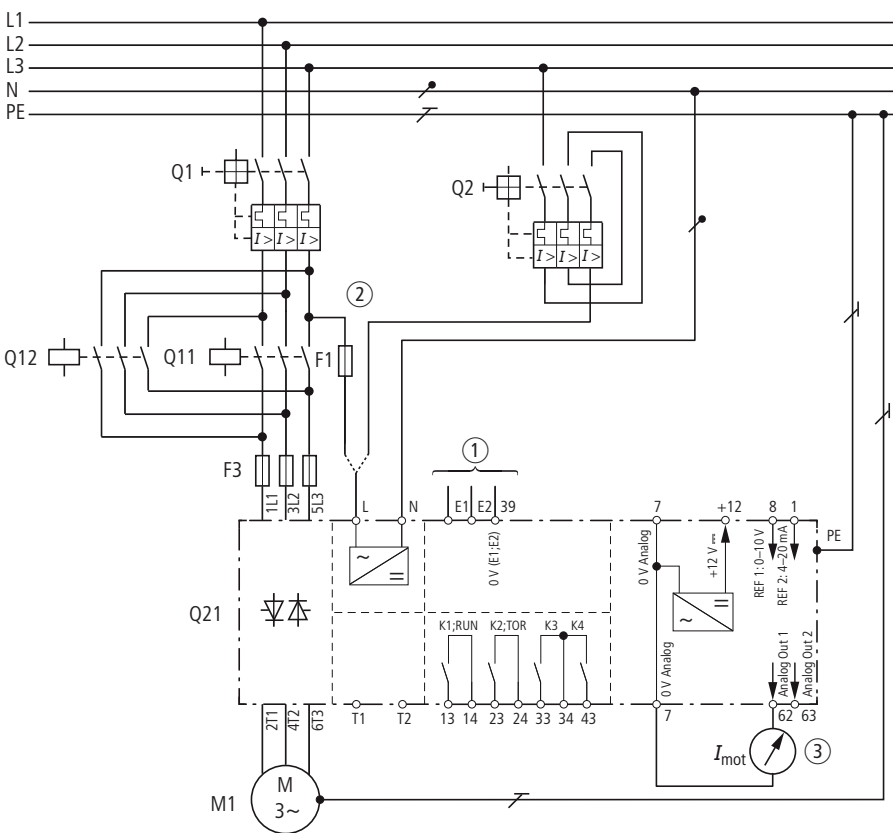 L1
L2
L3
N
PE
Q1
Q2
I> I> I>
I> I> I>
②
Q12
Q11
F1
①
F3
1L1
3L2
5L3
L
N
E1
E2
39
7
+12
8
1
PE
0 V (E1;E2)
0 V Analog
+12 V
REF 1: 0–10 V
REF 2: 4–20 mA
~
=
=
~
Q21
K1;RUN
K2;TOR
K3
K4
0 V Analog
Analog Out 1
Analog Out 2
2T1
4T2
6T3
T1
T2
13
14
23
24
33
34
43
7
62
63
Imot
③
M1
M
3~